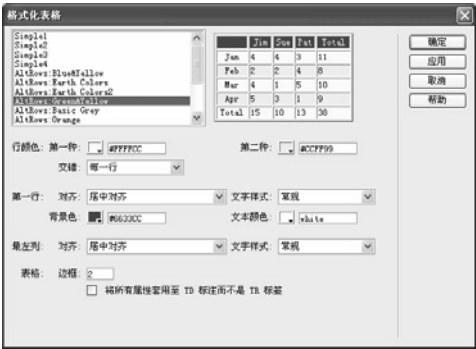 格式化表格
Simple1
Simple2
Simple3
Simple4
AltRows:Blue&Yellow
AltRows:Earth Colors
AltRows:Earth Colors2
AltRows:Green&Yellow
AltRows:Basic Grey
AltRows:Orange
Jim Sue Pat Total
Jan 4 4 3 11
Feb 2 2 4 8
Mar 4 1 5 10
Apr 5 3 1 9
Total 15 10 13 38
确定
应用
取消
帮助
行颜色: 第一种: #FFFFCC 第二种: #CCFF99
交错: 每一行
第一行: 对齐: 居中对齐 文字样式: 常规
背景色: #6633CC 文本颜色: white
最左列: 对齐: 居中对齐 文字样式: 常规
表格: 边框: 2
将所有属性套用至 TD 标注而不是 TR 标签